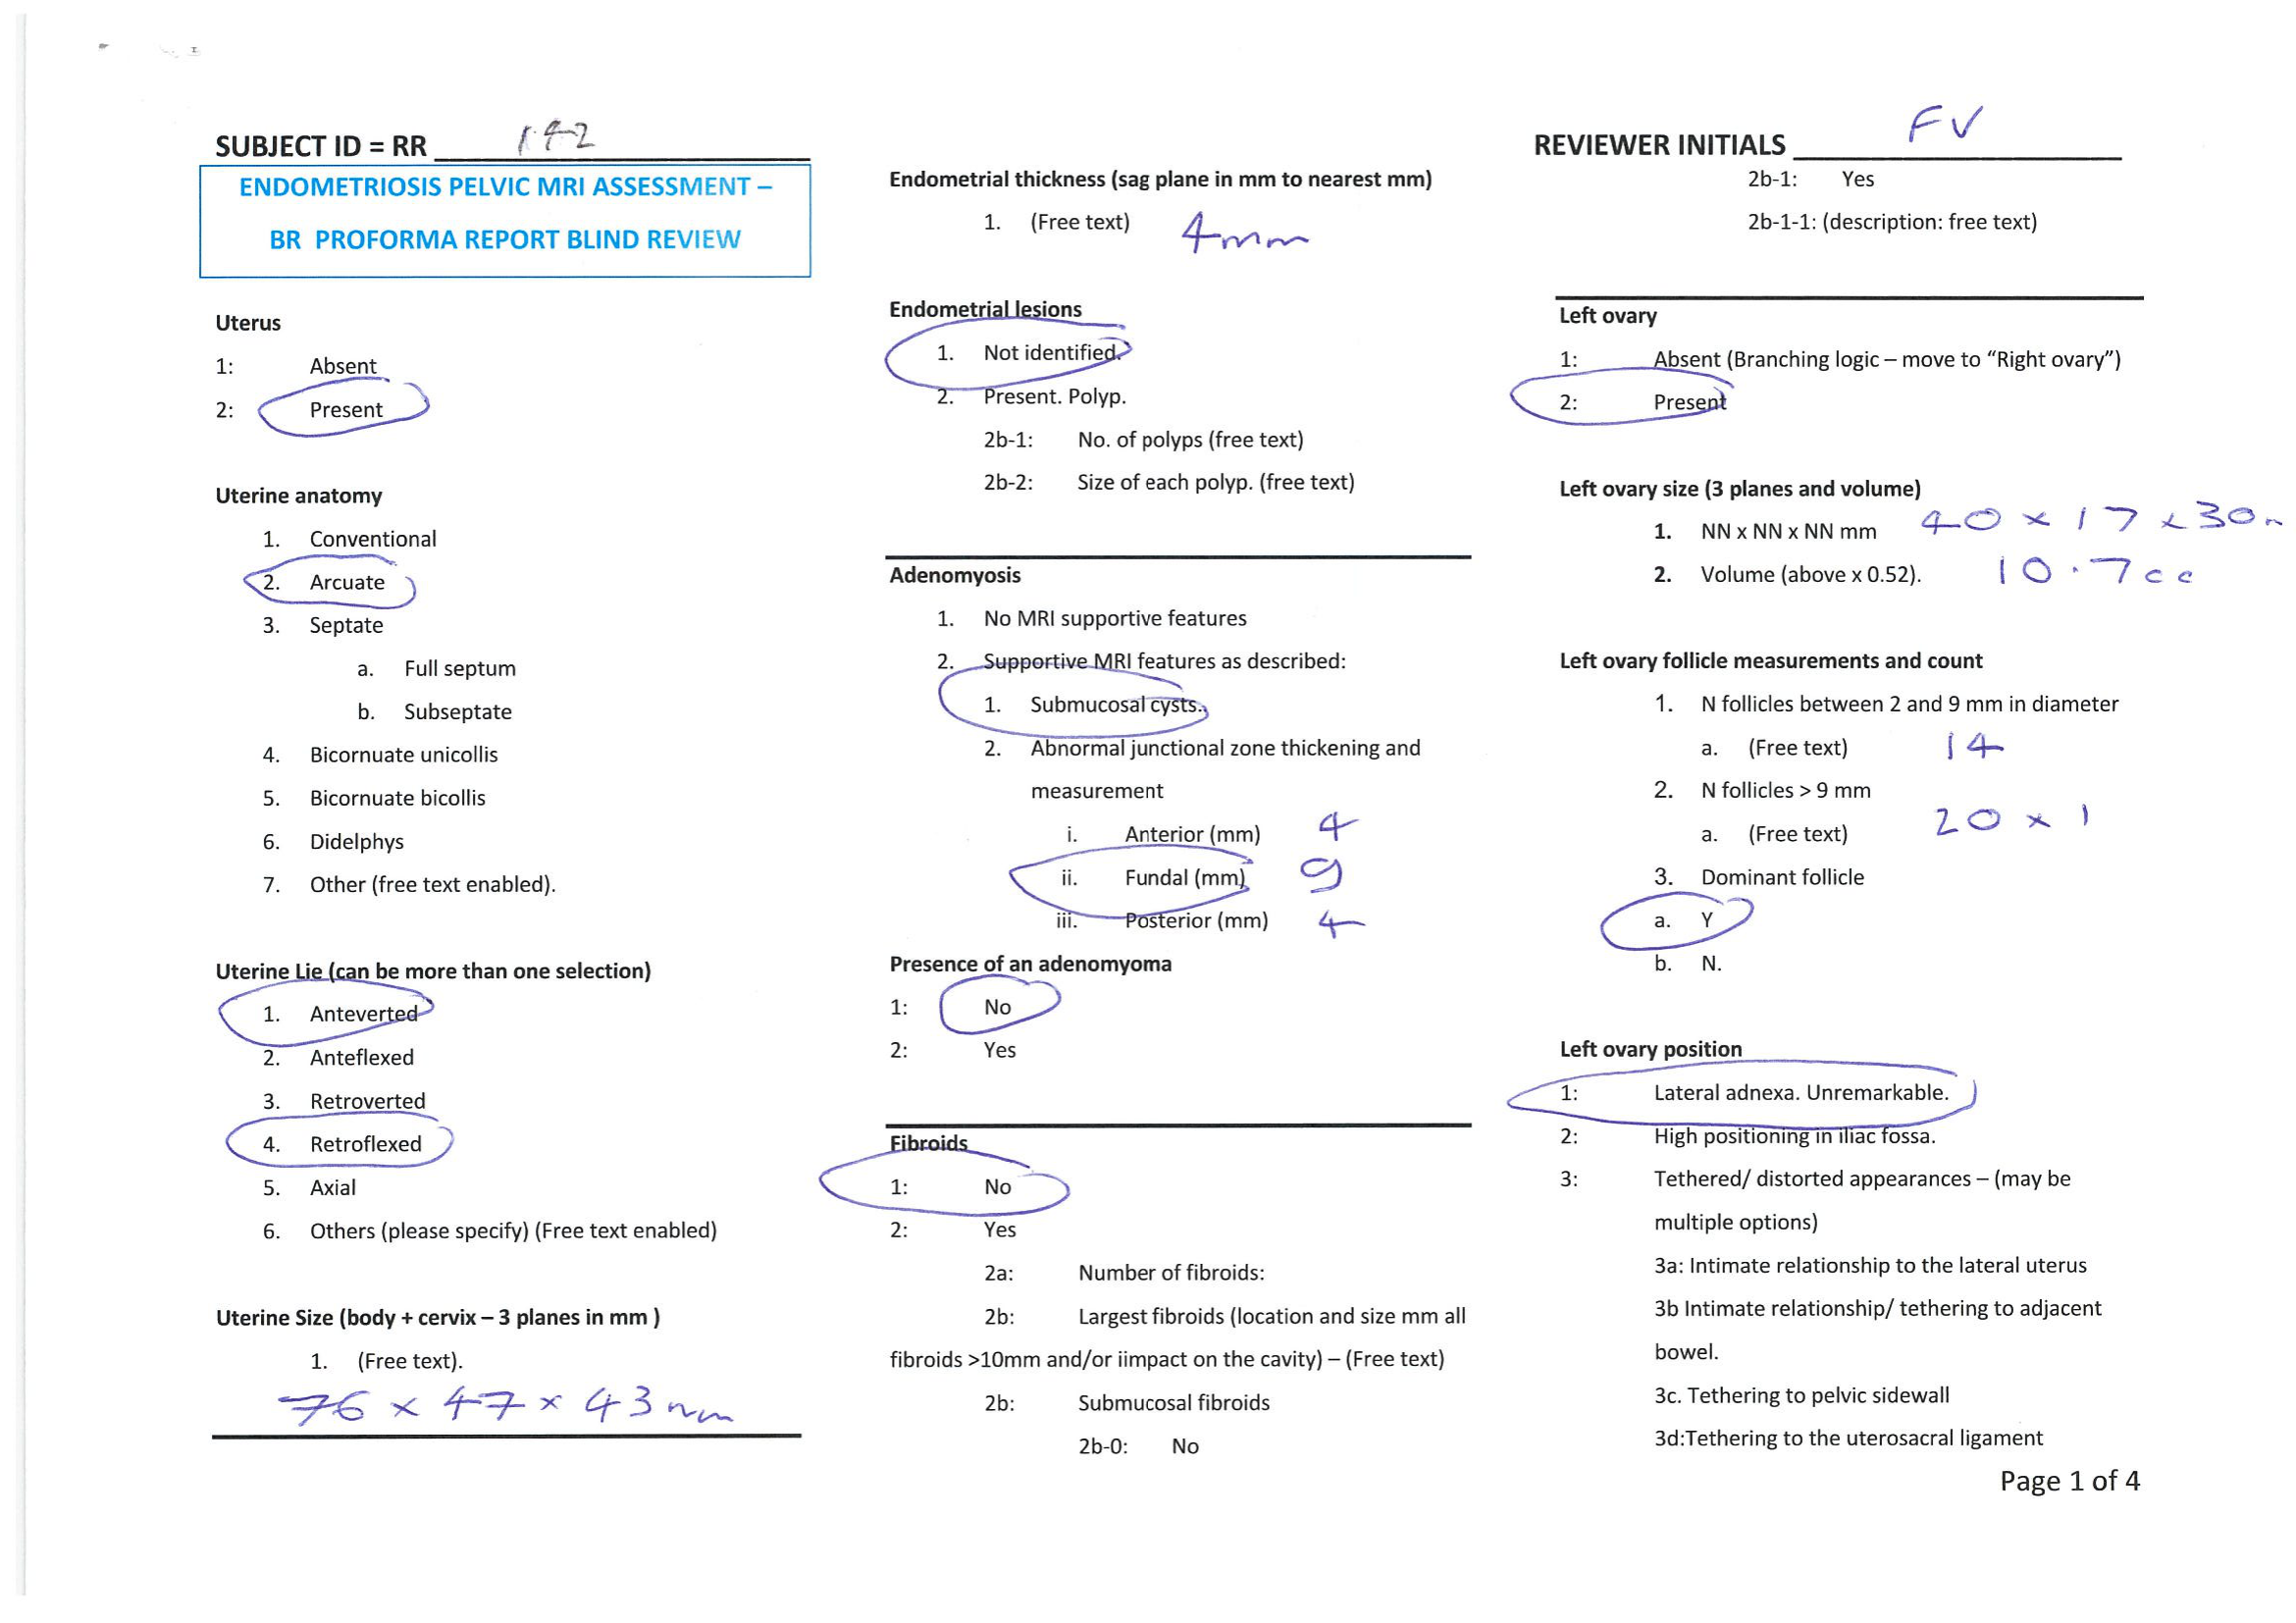 SUBJECT ID = RR 192
ENDOMETRIOSIS PELVIC MRI ASSESSMENT –
BR PROFORMA REPORT BLIND REVIEW
Uterus
1: Absent
2: Present
Uterine anatomy
1. Conventional
2. Arcuate
3. Septate
a. Full septum
b. Subseptate
4. Bicornuate unicollis
5. Bicornuate bicollis
6. Didelphys
7. Other (free text enabled).
Uterine Lie (can be more than one selection)
1. Anteverted
2. Anteflexed
3. Retroverted
4. Retroflexed
5. Axial
6. Others (please specify) (Free text enabled)
Uterine Size (body + cervix – 3 planes in mm )
1. (Free text).
76 x 47 x 43 mm
Endometrial thickness (sag plane in mm to nearest mm)
1. (Free text) 4mm
Endometrial lesions
1. Not identified.
2. Present. Polyp.
2b-1: No. of polyps (free text)
2b-2: Size of each polyp. (free text)
Adenomyosis
1. No MRI supportive features
2. Supportive MRI features as described:
1. Submucosal cysts..
2. Abnormal junctional zone thickening and
measurement
i. Anterior (mm) 4
ii. Fundal (mm) 9
iii. Posterior (mm) 4
Presence of an adenomyoma
1: No
2: Yes
Fibroids
1: No
2: Yes
2a: Number of fibroids:
2b: Largest fibroids (location and size mm all
fibroids >10mm and/or iimpact on the cavity) – (Free text)
2b: Submucosal fibroids
2b-0: No
REVIEWER INITIALS FV
2b-1: Yes
2b-1-1: (description: free text)
Left ovary
1: Absent (Branching logic – move to “Right ovary”)
2: Present
Left ovary size (3 planes and volume)
1. NN x NN x NN mm 40 x 17 x 30m
2. Volume (above x 0.52). 10.7cc
Left ovary follicle measurements and count
1. N follicles between 2 and 9 mm in diameter
a. (Free text) 14
2. N follicles > 9 mm
a. (Free text) 20 x 1
3. Dominant follicle
a. Y
b. N.
Left ovary position
1: Lateral adnexa. Unremarkable.
2: High positioning in iliac fossa.
3: Tethered/ distorted appearances – (may be
multiple options)
3a: Intimate relationship to the lateral uterus
3b Intimate relationship/ tethering to adjacent
bowel.
3c. Tethering to pelvic sidewall
3d:Tethering to the uterosacral ligament
Page 1 of 4